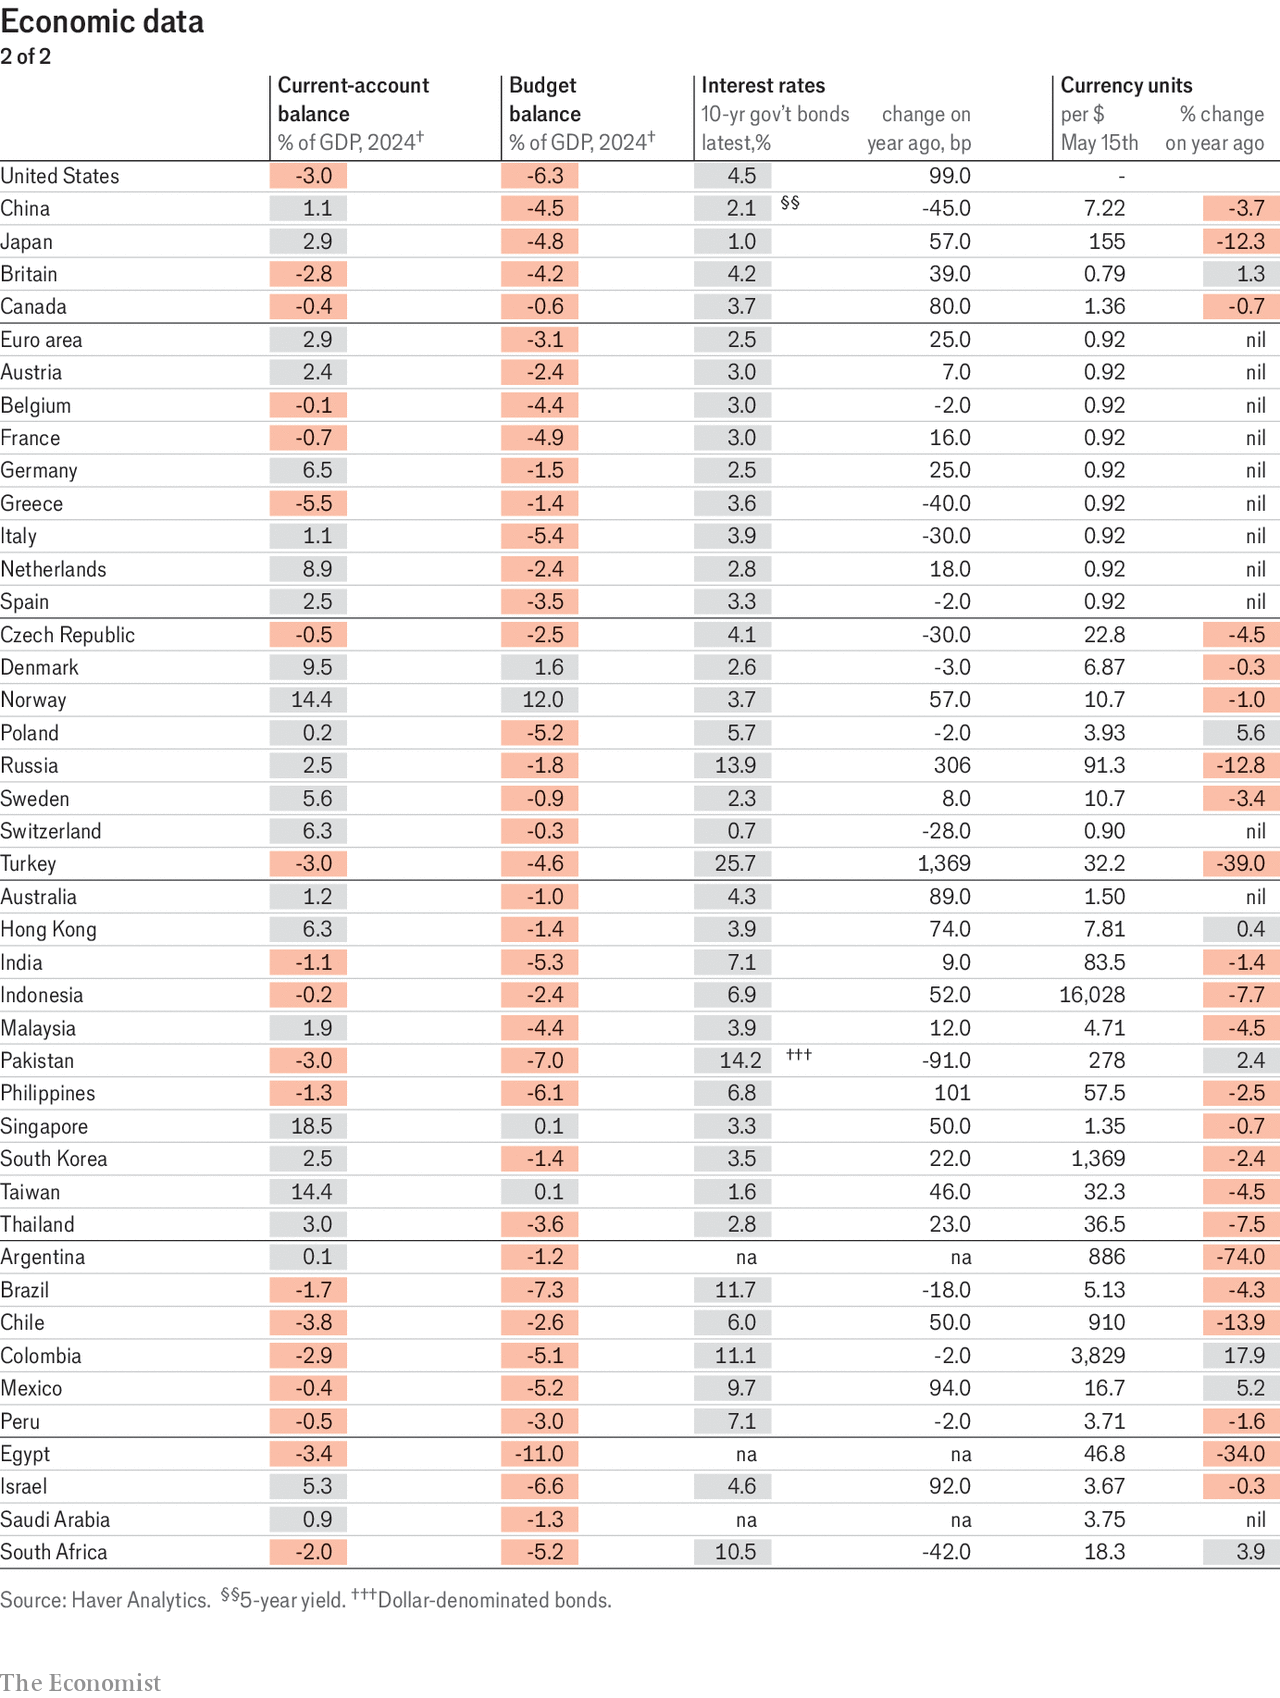 Economic data
2 of 2
Current-account Budget Interest rates Currency units
balance balance 10-yr gov't bonds change on per $ % change
% of GDP, 2024† % of GDP, 2024† latest,% year ago, bp May 15th on year ago
United States -3.0 -6.3 4.5 99.0 -
China 1.1 -4.5 2.1 §§ -45.0 7.22 -3.7
Japan 2.9 -4.8 1.0 57.0 155 -12.3
Britain -2.8 -4.2 4.2 39.0 0.79 1.3
Canada -0.4 -0.6 3.7 80.0 1.36 -0.7
Euro area 2.9 -3.1 2.5 25.0 0.92 nil
Austria 2.4 -2.4 3.0 7.0 0.92 nil
Belgium -0.1 -4.4 3.0 -2.0 0.92 nil
France -0.7 -4.9 3.0 16.0 0.92 nil
Germany 6.5 -1.5 2.5 25.0 0.92 nil
Greece -5.5 -1.4 3.6 -40.0 0.92 nil
Italy 1.1 -5.4 3.9 -30.0 0.92 nil
Netherlands 8.9 -2.4 2.8 18.0 0.92 nil
Spain 2.5 -3.5 3.3 -2.0 0.92 nil
Czech Republic -0.5 -2.5 4.1 -30.0 22.8 -4.5
Denmark 9.5 1.6 2.6 -3.0 6.87 -0.3
Norway 14.4 12.0 3.7 57.0 10.7 -1.0
Poland 0.2 -5.2 5.7 -2.0 3.93 5.6
Russia 2.5 -1.8 13.9 306 91.3 -12.8
Sweden 5.6 -0.9 2.3 8.0 10.7 -3.4
Switzerland 6.3 -0.3 0.7 -28.0 0.90 nil
Turkey -3.0 -4.6 25.7 1,369 32.2 -39.0
Australia 1.2 -1.0 4.3 89.0 1.50 nil
Hong Kong 6.3 -1.4 3.9 74.0 7.81 0.4
India -1.1 -5.3 7.1 9.0 83.5 -1.4
Indonesia -0.2 -2.4 6.9 52.0 16,028 -7.7
Malaysia 1.9 -4.4 3.9 12.0 4.71 -4.5
Pakistan -3.0 -7.0 14.2 ††† -91.0 278 2.4
Philippines -1.3 -6.1 6.8 101 57.5 -2.5
Singapore 18.5 0.1 3.3 50.0 1.35 -0.7
South Korea 2.5 -1.4 3.5 22.0 1,369 -2.4
Taiwan 14.4 0.1 1.6 46.0 32.3 -4.5
Thailand 3.0 -3.6 2.8 23.0 36.5 -7.5
Argentina 0.1 -1.2 na na 886 -74.0
Brazil -1.7 -7.3 11.7 -18.0 5.13 -4.3
Chile -3.8 -2.6 6.0 50.0 910 -13.9
Colombia -2.9 -5.1 11.1 -2.0 3,829 17.9
Mexico -0.4 -5.2 9.7 94.0 16.7 5.2
Peru -0.5 -3.0 7.1 -2.0 3.71 -1.6
Egypt -3.4 -11.0 na na 46.8 -34.0
Israel 5.3 -6.6 4.6 92.0 3.67 -0.3
Saudi Arabia 0.9 -1.3 na na 3.75 nil
South Africa -2.0 -5.2 10.5 -42.0 18.3 3.9
Source: Haver Analytics. §§5-year yield. †††Dollar-denominated bonds.
The Economist